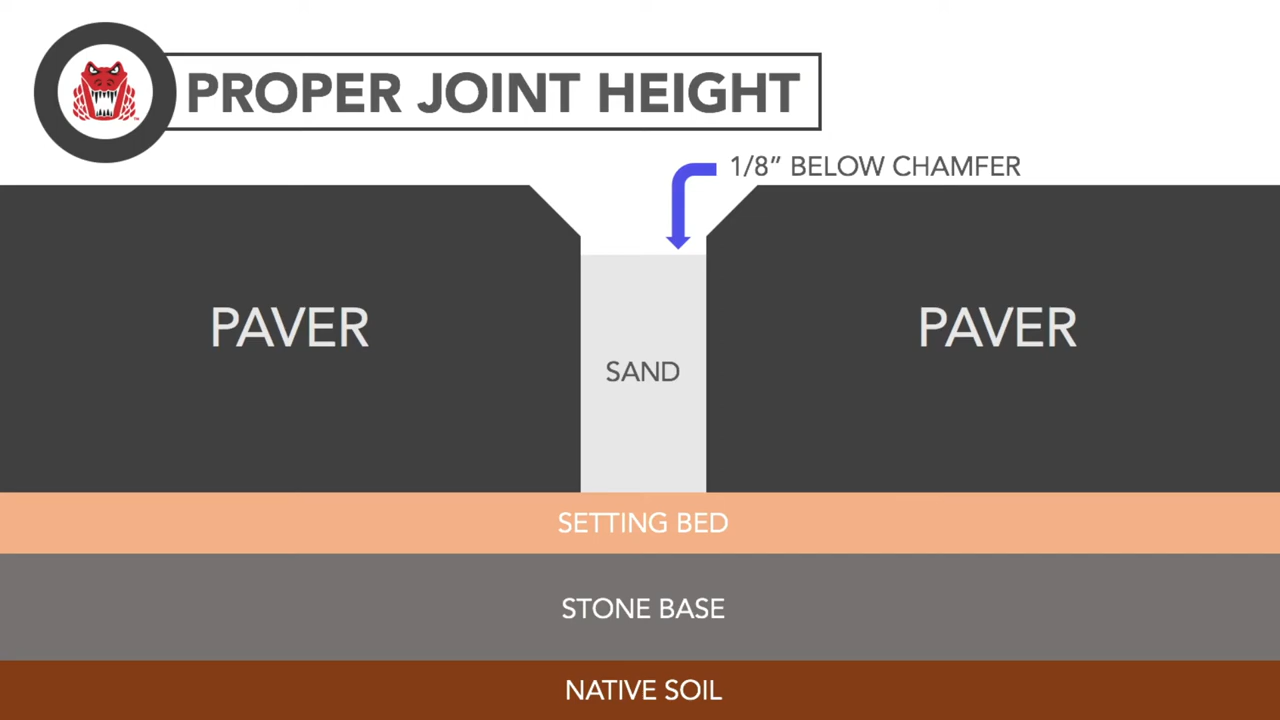 PROPER JOINT HEIGHT
1/8” BELOW CHAMFER
PAVER
PAVER
SAND
SETTING BED
STONE BASE
NATIVE SOIL